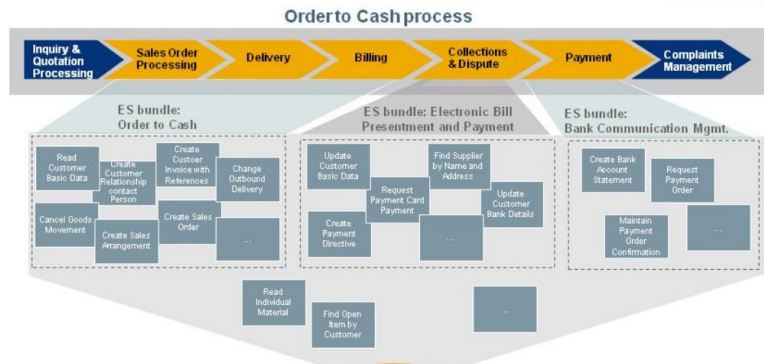 Order to Cash process
Inquiry &
Quotation
Processing
Sales Order
Processing
Delivery
Billing
Collections
& Dispute
Payment
Complaints
Management
ES bundle:
Order to Cash
ES bundle: Electronic Bill
Presentment and Payment
ES bundle:
Bank Communication Mgmt.
Read
Customer
Basic Data
Create
Customer
Relationship
contact
Person
Create
Custoer
Invoice with
References
Change
Outbound
Delivery
Cancel Goods
Movement
Create Sales
Arrangement
Create Sales
Order
...
Update
Customer
Basic Data
Request
Payment Card
Payment
Find Supplier
by Name and
Address
Update
Customer
Bank Details
Create
Payment
Directive
...
Create Bank
Account
Statement
Request
Payment
Order
Maintain
Payment
Order
Confirmation
...
Read
Individual
Material
Find Open
Item by
Customer
...